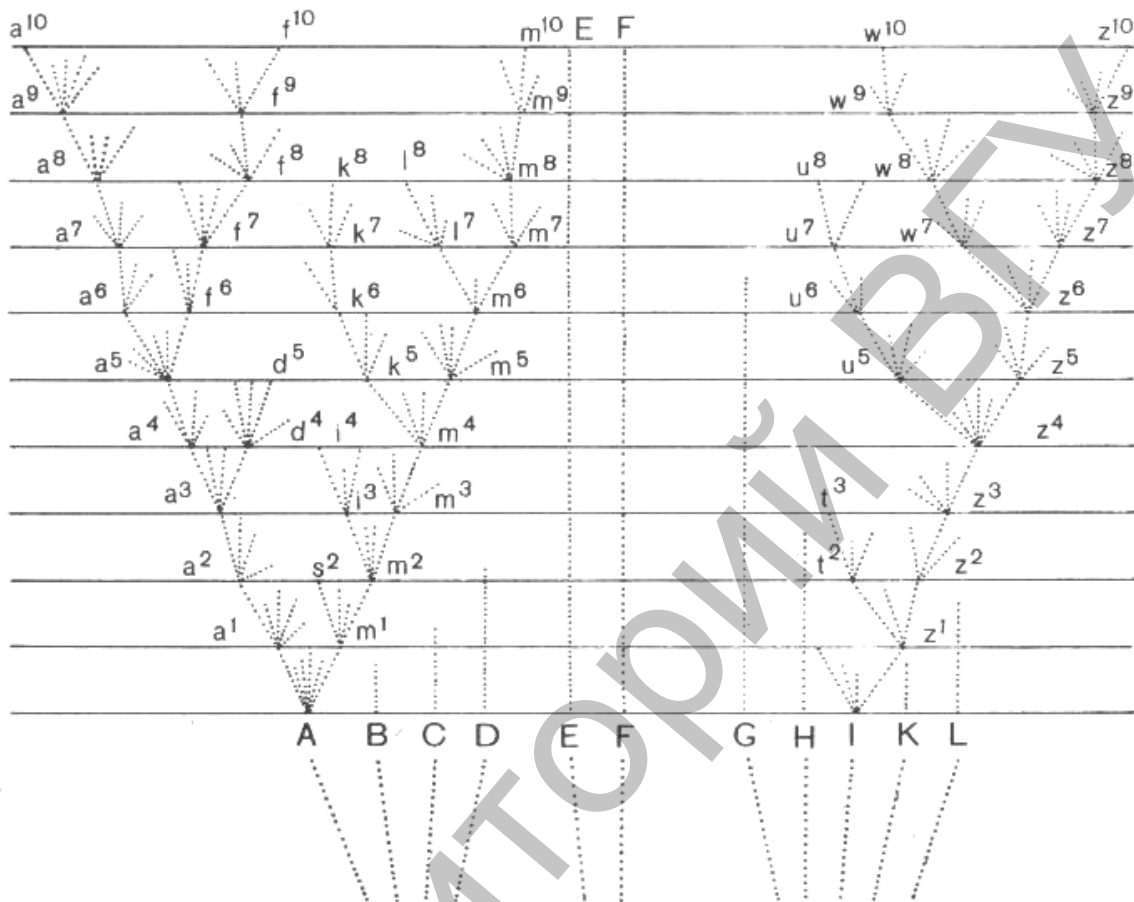 a¹⁰ f¹⁰ m¹⁰ E F w¹⁰ z¹⁰
a⁹ f⁹ m⁹ w⁹ z⁹
a⁸ f⁸ k⁸ l⁸ m⁸ u⁸ w⁸ z⁸
a⁷ f⁷ k⁷ l⁷ m⁷ u⁷ w⁷ z⁷
a⁶ f⁶ k⁶ m⁶ u⁶ z⁶
a⁵ d⁵ k⁵ m⁵ u⁵ z⁵
a⁴ d⁴ i⁴ m⁴ z⁴
a³ i³ m³ t³ z³
a² s² m² t² z²
a¹ m¹ z¹
A B C D E F G H I K L
иторий ВГУ